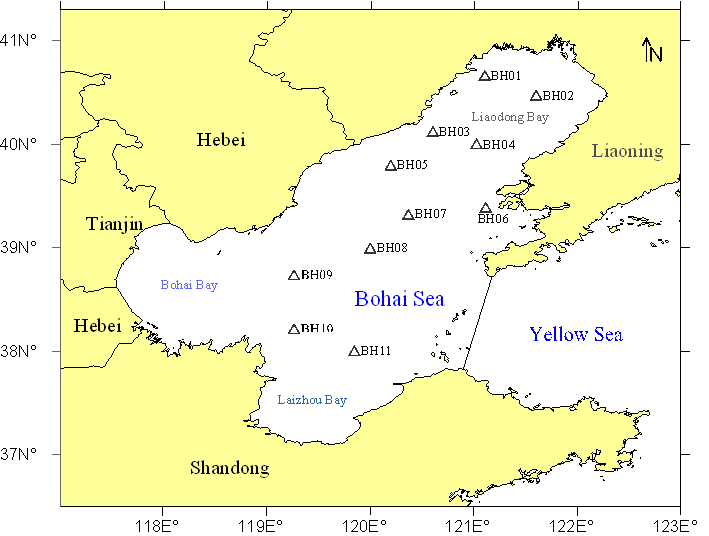 41N°
N
BH01
BH02
Liaodong Bay
BH03
Hebei
40N°
BH04
Liaoning
BH05
BH07
BH06
Tianjin
39N°
BH08
BH09
Bohai Bay
Bohai Sea
Hebei
BH10
Yellow Sea
38N°
BH11
Laizhou Bay
37N°
Shandong
118E°
119E°
120E°
121E°
122E°
123E°